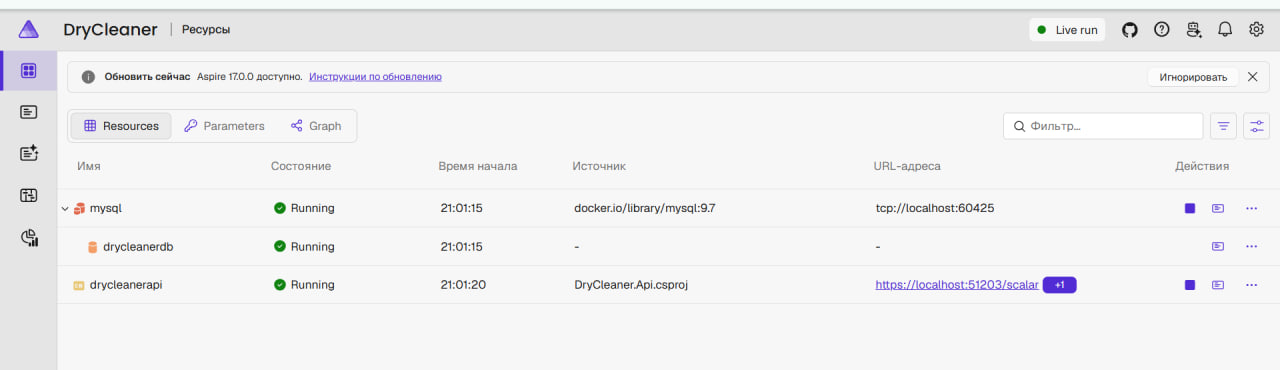 DryCleaner | Ресурсы Live run
Обновить сейчас Aspire 17.0.0 доступно. Инструкции по обновлению Игнорировать
Resources Parameters Graph Фильтр...
Имя Состояние Время начала Источник URL-адреса Действия
mysql Running 21:01:15 docker.io/library/mysql:9.7 tcp://localhost:60425
drycleanerdb Running 21:01:15 - -
drycleanerapi Running 21:01:20 DryCleaner.Api.csproj https://localhost:51203/scalar +1